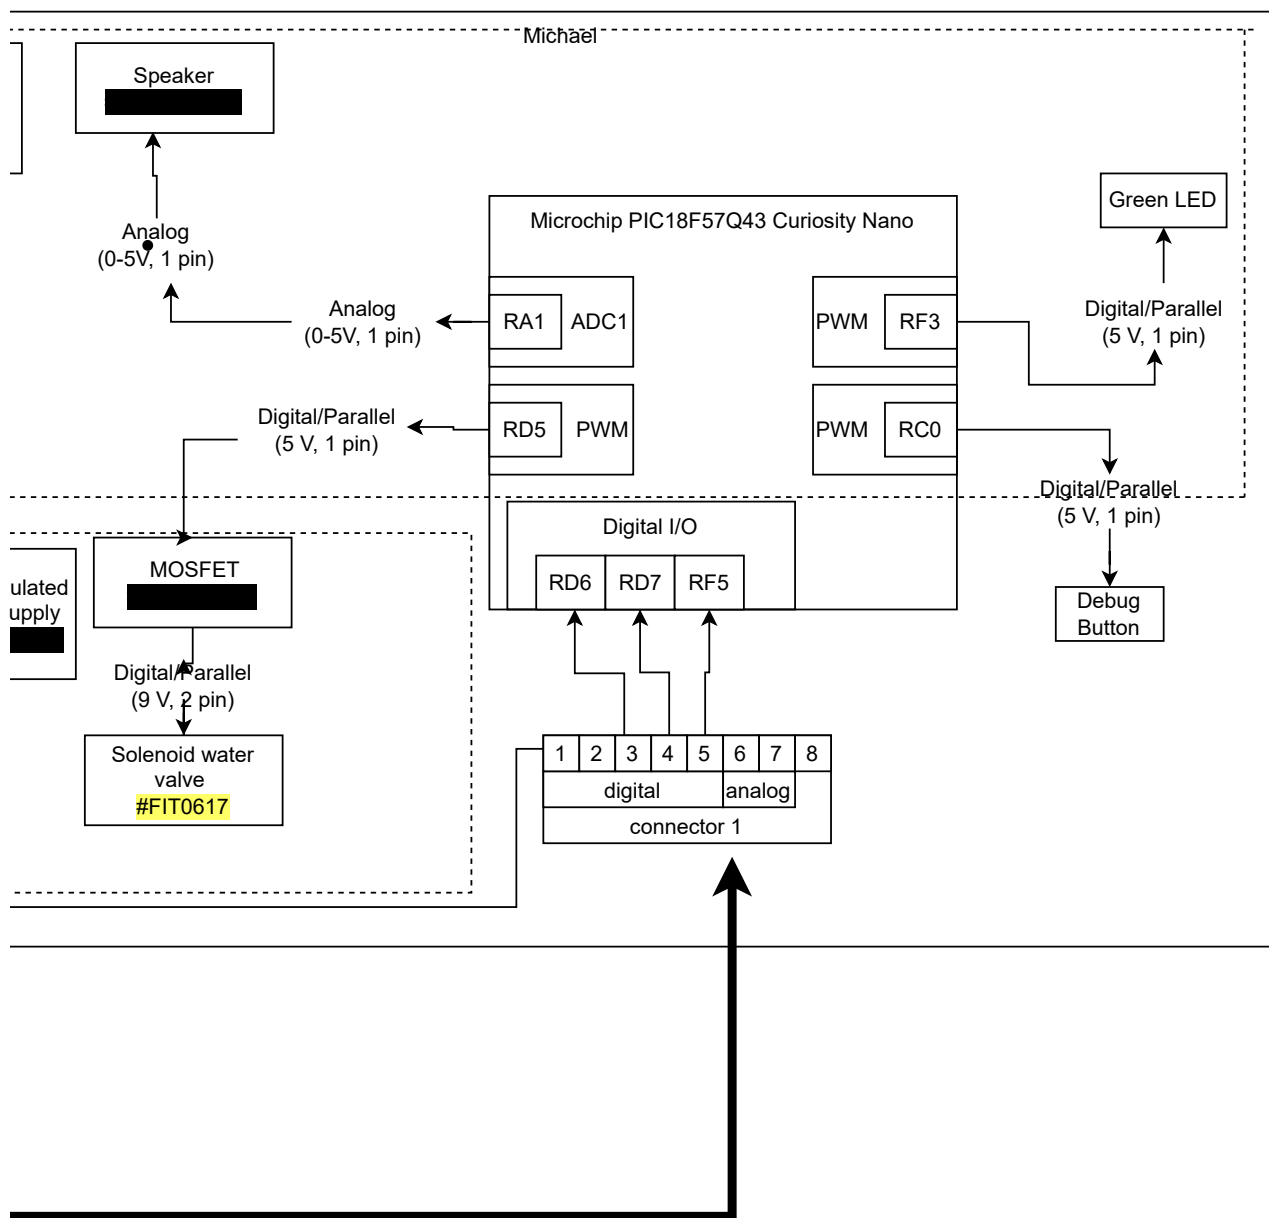 Michael
Speaker
Analog
(0-5V, 1 pin)
Analog
(0-5V, 1 pin)
Digital/Parallel
(5 V, 1 pin)
Microchip PIC18F57Q43 Curiosity Nano
RA1 ADC1
PWM RF3
RD5 PWM
PWM RC0
Digital I/O
RD6 RD7 RF5
Green LED
Digital/Parallel
(5 V, 1 pin)
Digital/Parallel
(5 V, 1 pin)
Debug
Button
ulated
upply
MOSFET
Digital/Parallel
(9 V, 2 pin)
Solenoid water
valve
#FIT0617
1 2 3 4 5 6 7 8
digital analog
connector 1